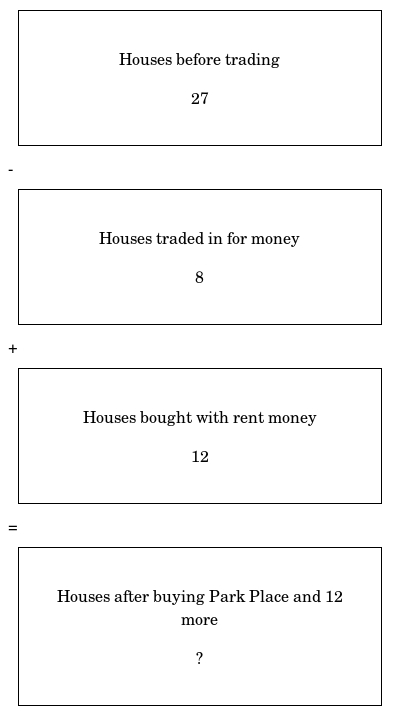 Houses before trading
27
-
Houses traded in for money
8
+
Houses bought with rent money
12
=
Houses after buying Park Place and 12
more
?